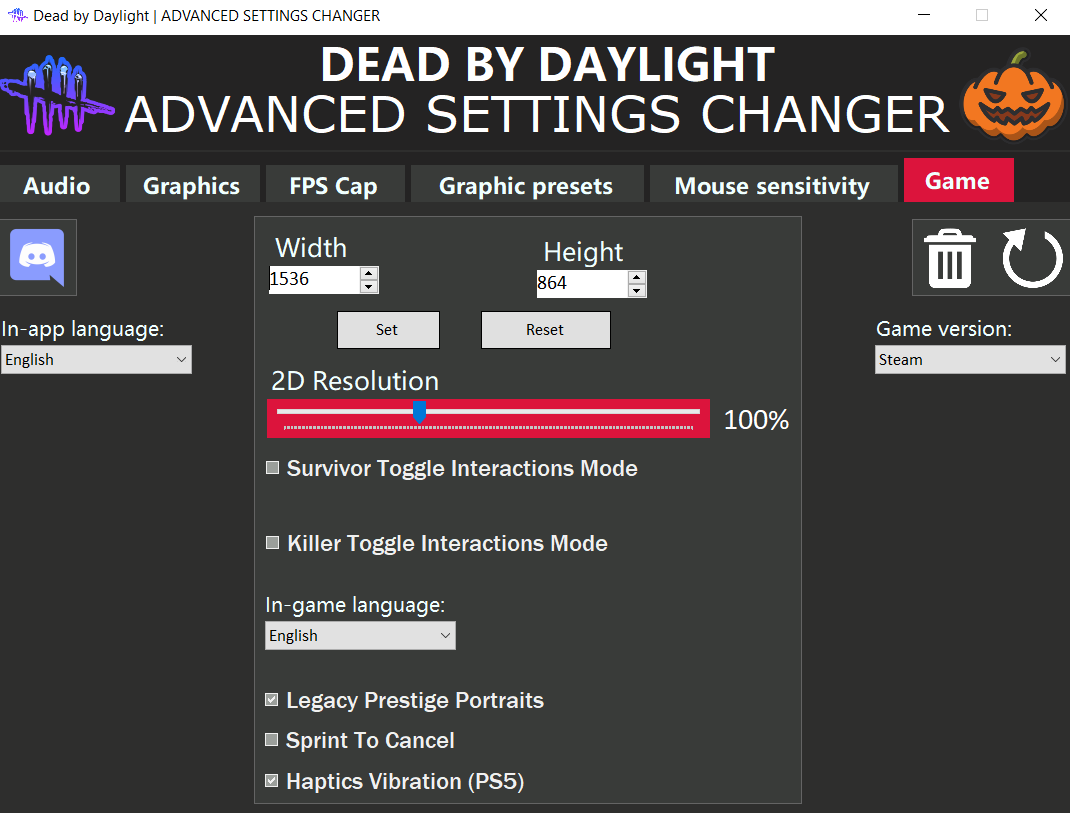 Dead by Daylight | ADVANCED SETTINGS CHANGER
DEAD BY DAYLIGHT
ADVANCED SETTINGS CHANGER
Audio
Graphics
FPS Cap
Graphic presets
Mouse sensitivity
Game
Width
Height
1536
864
Set
Reset
In-app language:
English
Game version:
Steam
2D Resolution
100%
Survivor Toggle Interactions Mode
Killer Toggle Interactions Mode
In-game language:
English
Legacy Prestige Portraits
Sprint To Cancel
Haptics Vibration (PS5)